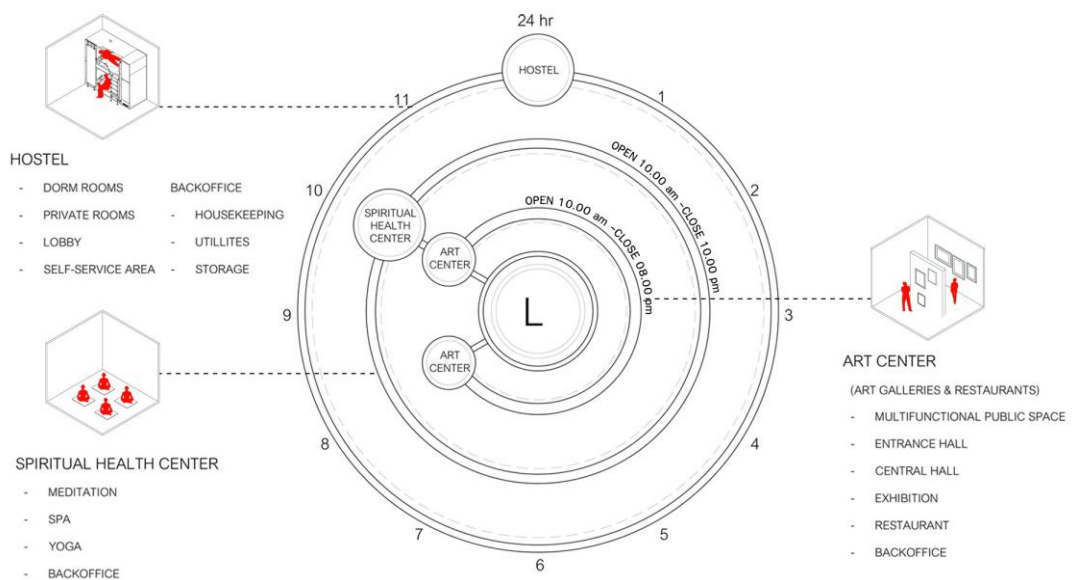 24 hr
HOSTEL
11
1
10
2
9
3
8
4
7
5
6
OPEN 10.00 am -CLOSE 10.00 pm
OPEN 10.00 am -CLOSE 08.00 pm
SPIRITUAL
HEALTH
CENTER
ART
CENTER
L
ART
CENTER
HOSTEL
- DORM ROOMS
- PRIVATE ROOMS
- LOBBY
- SELF-SERVICE AREA
BACKOFFICE
- HOUSEKEEPING
- UTILLITES
- STORAGE
SPIRITUAL HEALTH CENTER
- MEDITATION
- SPA
- YOGA
- BACKOFFICE
ART CENTER
(ART GALLERIES & RESTAURANTS)
- MULTIFUNCTIONAL PUBLIC SPACE
- ENTRANCE HALL
- CENTRAL HALL
- EXHIBITION
- RESTAURANT
- BACKOFFICE